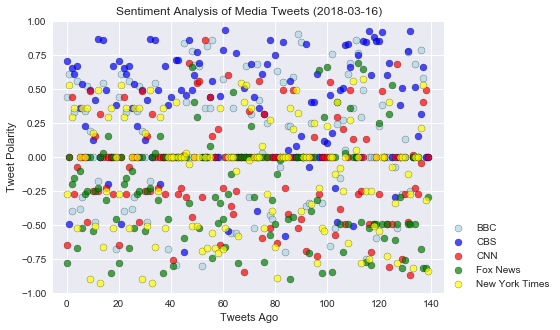 Sentiment Analysis of Media Tweets (2018-03-16)
1.00
0.75
0.50
0.25
0.00
−0.25
−0.50
−0.75
−1.00
Tweet Polarity
0 20 40 60 80 100 120 140
Tweets Ago
BBC
CBS
CNN
Fox News
New York Times